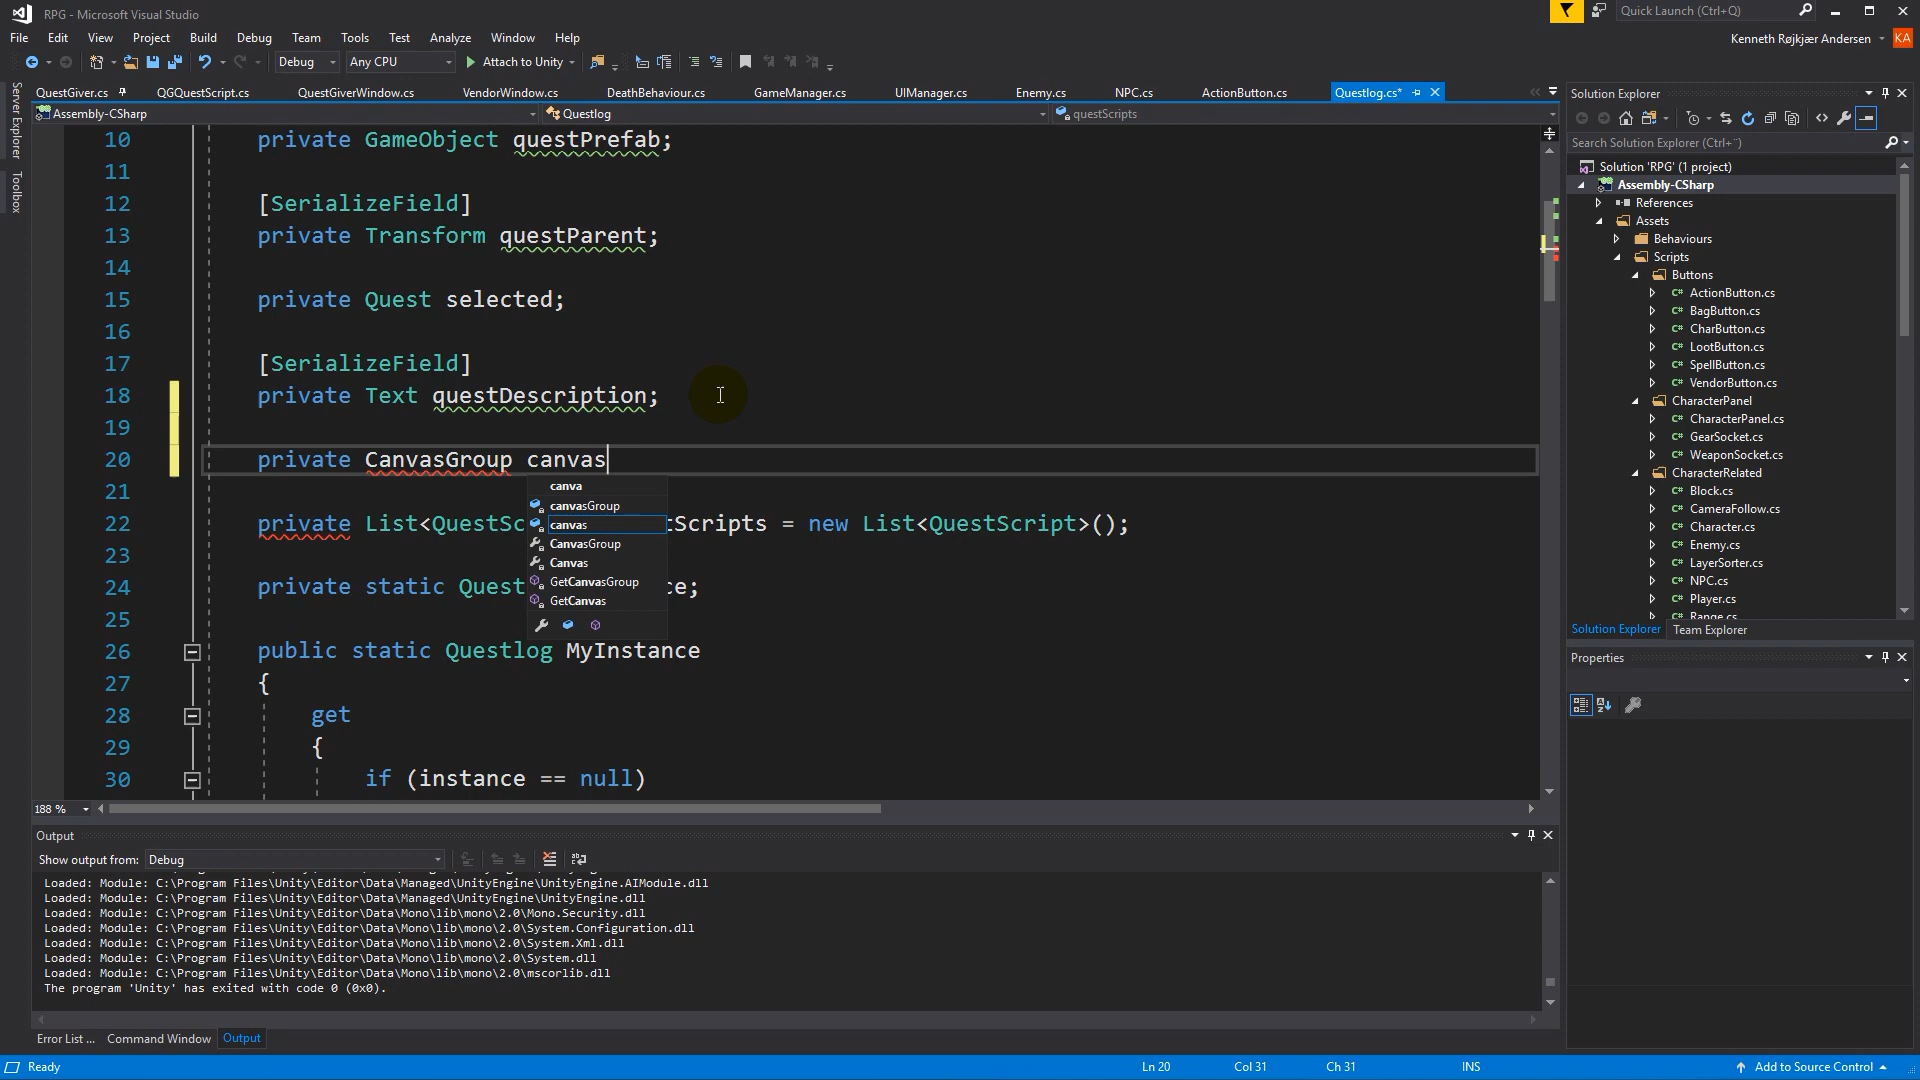 RPG - Microsoft Visual Studio
Quick Launch (Ctrl+Q)
File Edit View Project Build Debug Team Tools Test Analyze Window Help
Kenneth Røjkjær Andersen KA
Debug Any CPU Attach to Unity
QuestGiver.cs QGQuestScript.cs QuestGiverWindow.cs VendorWindow.cs DeathBehaviour.cs GameManager.cs UIManager.cs Enemy.cs NPC.cs ActionButton.cs Questlog.cs*
Assembly-CSharp Questlog questScripts
Server Explorer
Toolbox
10 private GameObject questPrefab;
11
12 [SerializeField]
13 private Transform questParent;
14
15 private Quest selected;
16
17 [SerializeField]
18 private Text questDescription;
19
20 private CanvasGroup canvas
21
22 private List<QuestSc tScripts = new List<QuestScript>();
23
24 private static Quest ce;
25
26 public static Questlog MyInstance
27 {
28 get
29 {
30 if (instance == null)
canva
canvasGroup
canvas
CanvasGroup
Canvas
GetCanvasGroup
GetCanvas
188 %
Output
Show output from: Debug
Loaded: Module: C:\Program Files\Unity\Editor\Data\Managed\UnityEngine\UnityEngine.AIModule.dll
Loaded: Module: C:\Program Files\Unity\Editor\Data\Managed\UnityEngine\UnityEngine.dll
Loaded: Module: C:\Program Files\Unity\Editor\Data\Mono\lib\mono\2.0\Mono.Security.dll
Loaded: Module: C:\Program Files\Unity\Editor\Data\Mono\lib\mono\2.0\System.Configuration.dll
Loaded: Module: C:\Program Files\Unity\Editor\Data\Mono\lib\mono\2.0\System.Xml.dll
Loaded: Module: C:\Program Files\Unity\Editor\Data\Mono\lib\mono\2.0\System.dll
Loaded: Module: C:\Program Files\Unity\Editor\Data\Mono\lib\mono\2.0\mscorlib.dll
The program 'Unity' has exited with code 0 (0x0).
Error List ... Command Window Output
Solution Explorer
Search Solution Explorer (Ctrl+¨)
Solution 'RPG' (1 project)
Assembly-CSharp
References
Assets
Behaviours
Scripts
Buttons
C# ActionButton.cs
C# BagButton.cs
C# CharButton.cs
C# LootButton.cs
C# SpellButton.cs
C# VendorButton.cs
CharacterPanel
C# CharacterPanel.cs
C# GearSocket.cs
C# WeaponSocket.cs
CharacterRelated
C# Block.cs
C# CameraFollow.cs
C# Character.cs
C# Enemy.cs
C# LayerSorter.cs
C# NPC.cs
C# Player.cs
C# Range.cs
Solution Explorer Team Explorer
Properties
Ready Ln 20 Col 31 Ch 31 INS Add to Source Control